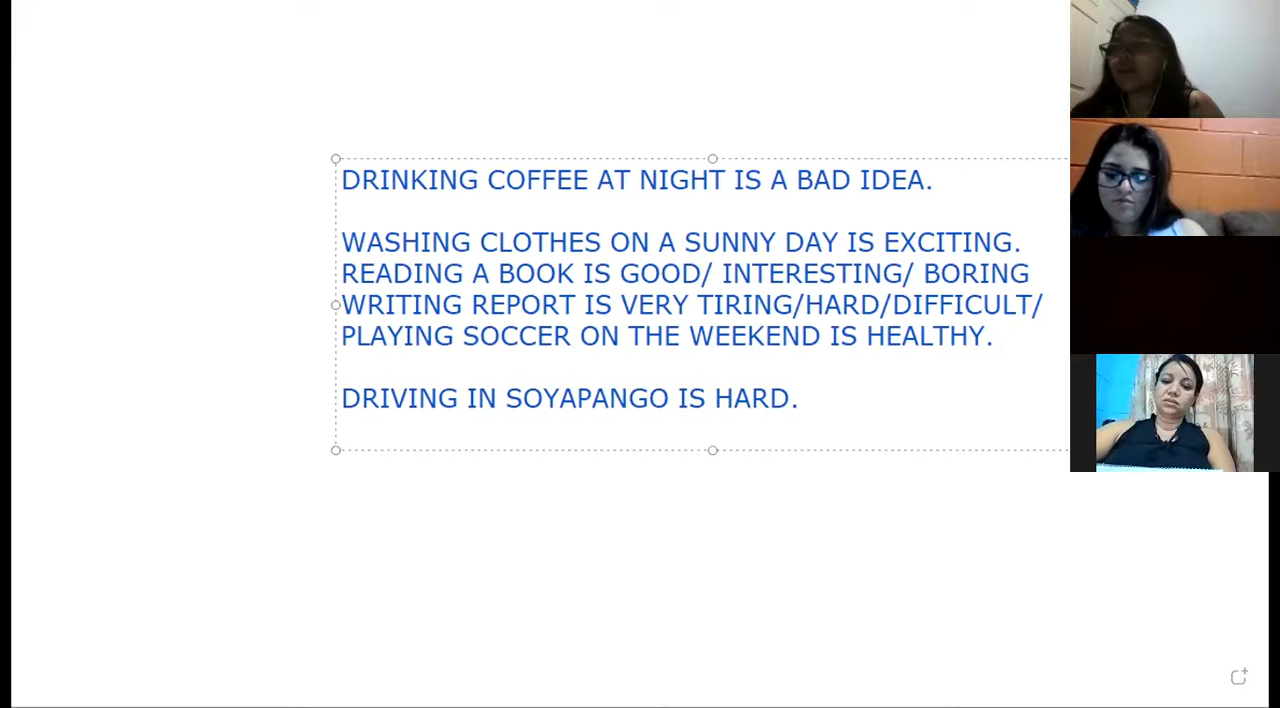 DRINKING COFFEE AT NIGHT IS A BAD IDEA.
WASHING CLOTHES ON A SUNNY DAY IS EXCITING.
READING A BOOK IS GOOD/ INTERESTING/ BORING
WRITING REPORT IS VERY TIRING/HARD/DIFFICULT/
PLAYING SOCCER ON THE WEEKEND IS HEALTHY.
DRIVING IN SOYAPANGO IS HARD.